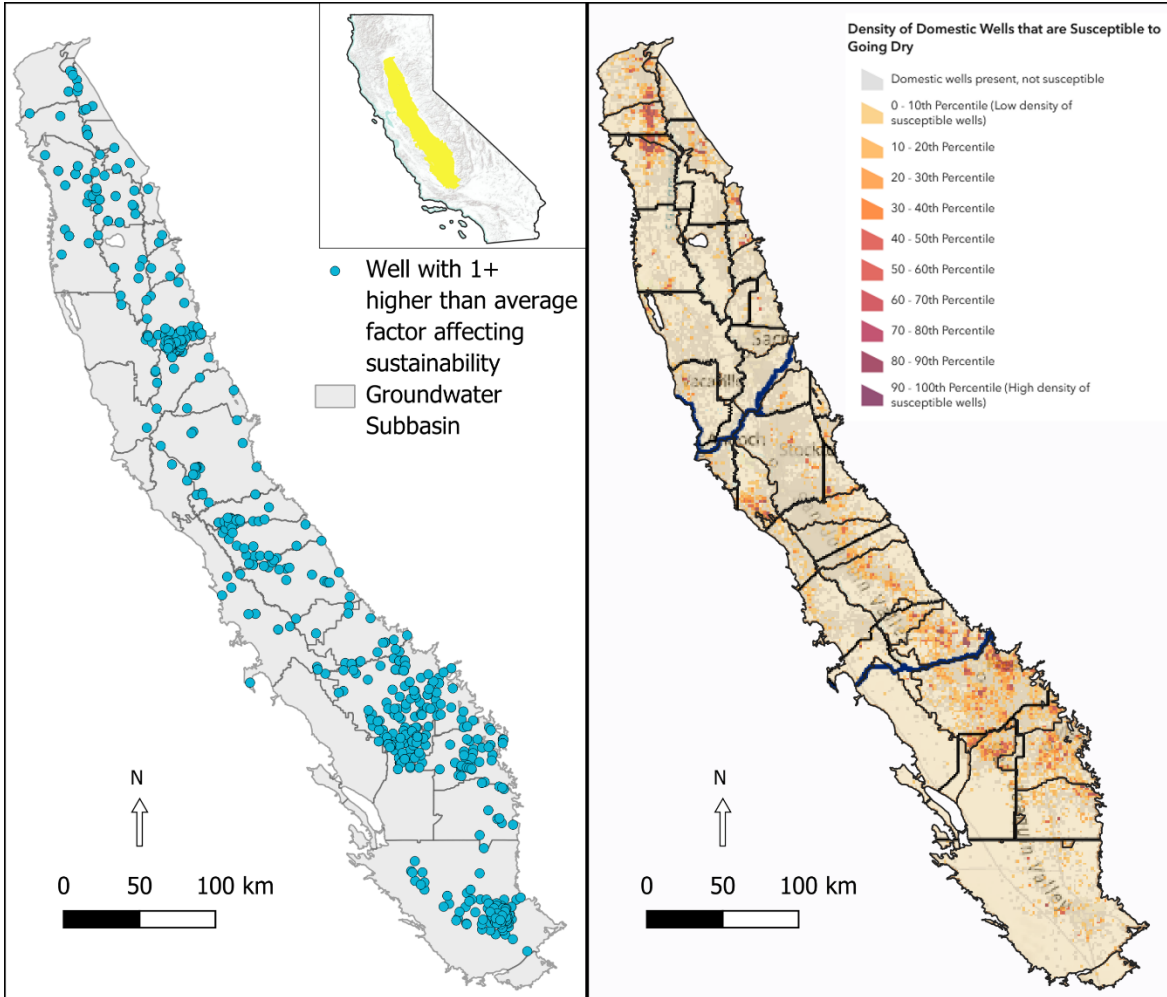 Well with 1+
higher than average
factor affecting
sustainability
Groundwater
Subbasin
N
0 50 100 km
Density of Domestic Wells that are Susceptible to
Going Dry
Domestic wells present, not susceptible
0 - 10th Percentile (Low density of
susceptible wells)
10 - 20th Percentile
20 - 30th Percentile
30 - 40th Percentile
40 - 50th Percentile
50 - 60th Percentile
60 - 70th Percentile
70 - 80th Percentile
80 - 90th Percentile
90 - 100th Percentile (High density of
susceptible wells)
N
0 50 100 km